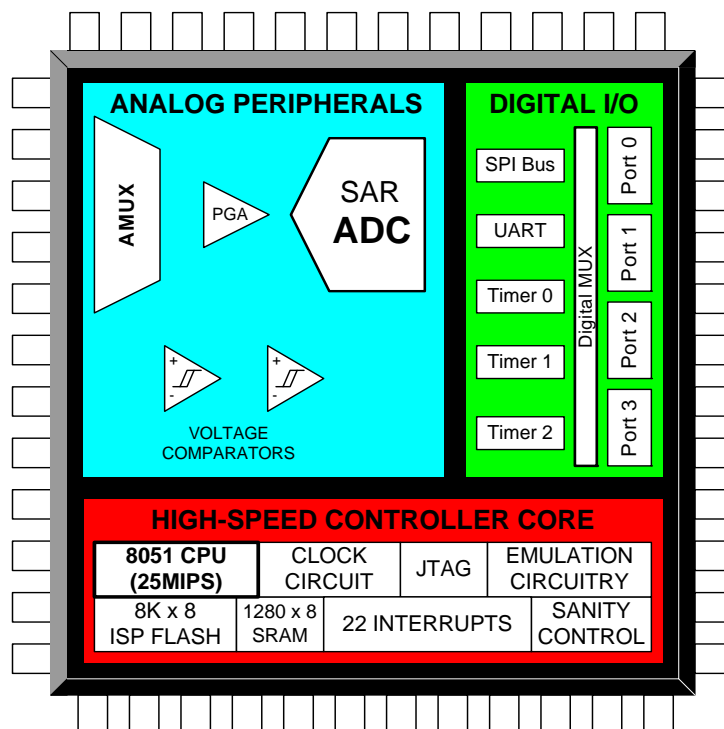 ANALOG PERIPHERALS
AMUX
PGA
SAR
ADC
+
-
+
-
VOLTAGE
COMPARATORS
DIGITAL I/O
SPI Bus
UART
Timer 0
Timer 1
Timer 2
Digital MUX
Port 0
Port 1
Port 2
Port 3
HIGH-SPEED CONTROLLER CORE
8051 CPU
(25MIPS)
CLOCK
CIRCUIT
JTAG
EMULATION
CIRCUITRY
8K x 8
ISP FLASH
1280 x 8
SRAM
22 INTERRUPTS
SANITY
CONTROL